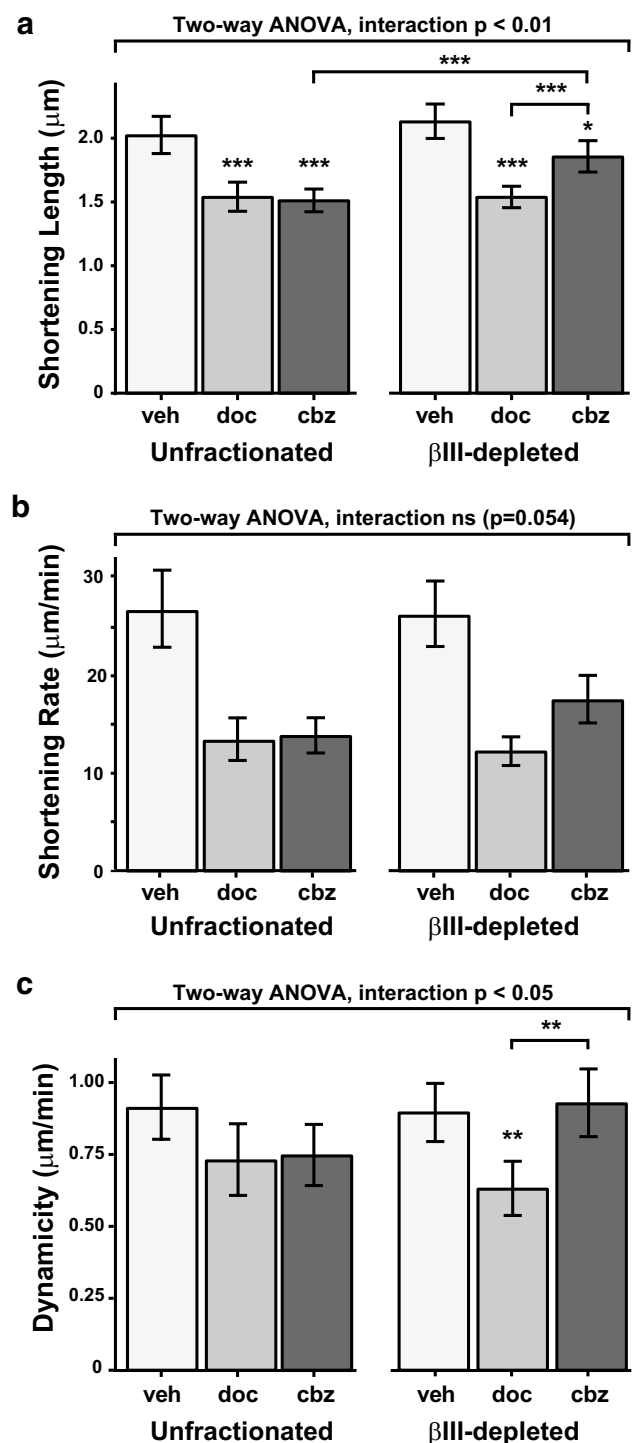 a
Two-way ANOVA, interaction p < 0.01
***
***
*
***
***
***
Shortening Length (μm)
2.0
1.5
1.0
.5
0
veh doc cbz veh doc cbz
Unfractionated βIII-depleted
b
Two-way ANOVA, interaction ns (p=0.054)
Shortening Rate (μm/min)
30
20
10
0
veh doc cbz veh doc cbz
Unfractionated βIII-depleted
c
Two-way ANOVA, interaction p < 0.05
**
**
Dynamicity (μm/min)
1.00
0.75
0.50
0.25
0
veh doc cbz veh doc cbz
Unfractionated βIII-depleted